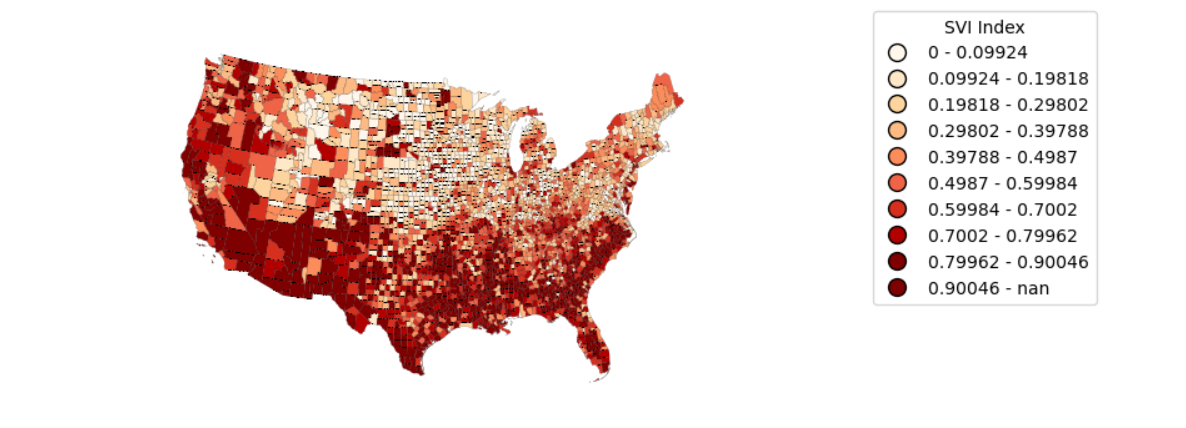 SVI Index
0 - 0.09924
0.09924 - 0.19818
0.19818 - 0.29802
0.29802 - 0.39788
0.39788 - 0.4987
0.4987 - 0.59984
0.59984 - 0.7002
0.7002 - 0.79962
0.79962 - 0.90046
0.90046 - nan